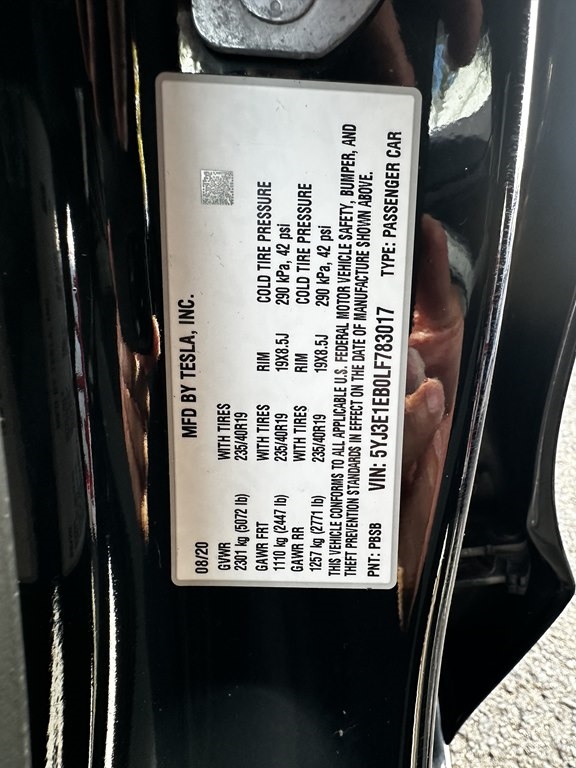 MFD BY TESLA, INC.
08/20
GVWR WITH TIRES
2301 kg (5072 lb) 235/40R19
GAWR FRT WITH TIRES RIM COLD TIRE PRESSURE
1110 kg (2447 lb) 235/40R19 19X8.5J 290 kPa, 42 psi
GAWR RR WITH TIRES RIM COLD TIRE PRESSURE
1257 kg (2771 lb) 235/40R19 19X8.5J 290 kPa, 42 psi
THIS VEHICLE CONFORMS TO ALL APPLICABLE U.S. FEDERAL MOTOR VEHICLE SAFETY, BUMPER, AND
THEFT PREVENTION STANDARDS IN EFFECT ON THE DATE OF MANUFACTURE SHOWN ABOVE.
PNT: PBSB VIN: 5YJ3E1EB0LF783017 TYPE: PASSENGER CAR